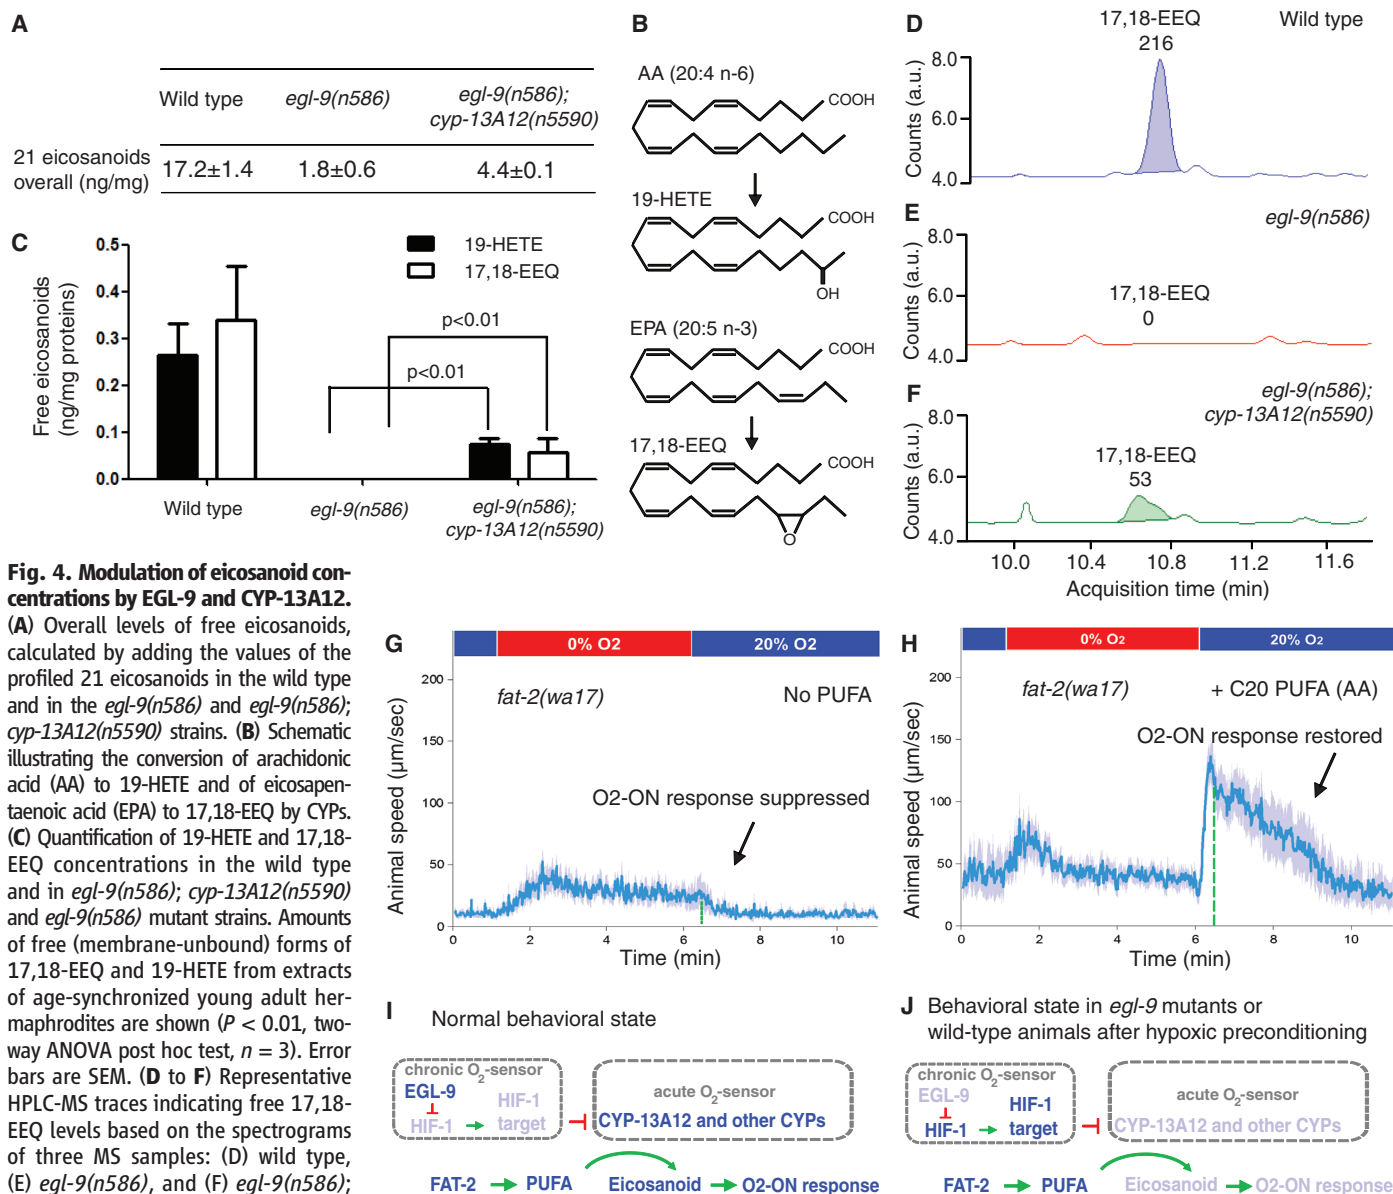 A
Wild type egl-9(n586) egl-9(n586);
cyp-13A12(n5590)
21 eicosanoids
overall (ng/mg) 17.2±1.4 1.8±0.6 4.4±0.1
B
AA (20:4 n-6)
COOH
19-HETE
COOH
OH
EPA (20:5 n-3)
COOH
17,18-EEQ
COOH
O
C
Free eicosanoids
(ng/mg proteins)
0.5
0.4
0.3
0.2
0.1
0.0
19-HETE
17,18-EEQ
p<0.01
p<0.01
Wild type egl-9(n586) egl-9(n586);
cyp-13A12(n5590)
D
17,18-EEQ
216
Wild type
Counts (a.u.)
8.0
6.0
4.0
E
egl-9(n586)
17,18-EEQ
0
Counts (a.u.)
8.0
6.0
4.0
F
egl-9(n586);
cyp-13A12(n5590)
17,18-EEQ
53
Counts (a.u.)
8.0
6.0
4.0
10.0 10.4 10.8 11.2 11.6
Acquisition time (min)
Fig. 4. Modulation of eicosanoid con-
centrations by EGL-9 and CYP-13A12.
(A) Overall levels of free eicosanoids,
calculated by adding the values of the
profiled 21 eicosanoids in the wild type
and in the egl-9(n586) and egl-9(n586);
cyp-13A12(n5590) strains. (B) Schematic
illustrating the conversion of arachidonic
acid (AA) to 19-HETE and of eicosapen-
taenoic acid (EPA) to 17,18-EEQ by CYPs.
(C) Quantification of 19-HETE and 17,18-
EEQ concentrations in the wild type
and in egl-9(n586); cyp-13A12(n5590)
and egl-9(n586) mutant strains. Amounts
of free (membrane-unbound) forms of
17,18-EEQ and 19-HETE from extracts
of age-synchronized young adult her-
maphrodites are shown (P < 0.01, two-
way ANOVA post hoc test, n = 3). Error
bars are SEM. (D to F) Representative
HPLC-MS traces indicating free 17,18-
EEQ levels based on the spectrograms
of three MS samples: (D) wild type,
(E) egl-9(n586), and (F) egl-9(n586);
G
0% O2 20% O2
fat-2(wa17) No PUFA
O2-ON response suppressed
Animal speed (µm/sec)
200
150
100
50
0
0 2 4 6 8 10
Time (min)
H
0% O2 20% O2
fat-2(wa17) + C20 PUFA (AA)
O2-ON response restored
Animal speed (µm/sec)
200
150
100
50
0
0 2 4 6 8 10
Time (min)
I Normal behavioral state
chronic O2-sensor
EGL-9 HIF-1
HIF-1 target
acute O2-sensor
CYP-13A12 and other CYPs
FAT-2 PUFA Eicosanoid O2-ON response
J Behavioral state in egl-9 mutants or
wild-type animals after hypoxic preconditioning
chronic O2-sensor
EGL-9 HIF-1
HIF-1 target
acute O2-sensor
CYP-13A12 and other CYPs
FAT-2 PUFA Eicosanoid O2-ON response